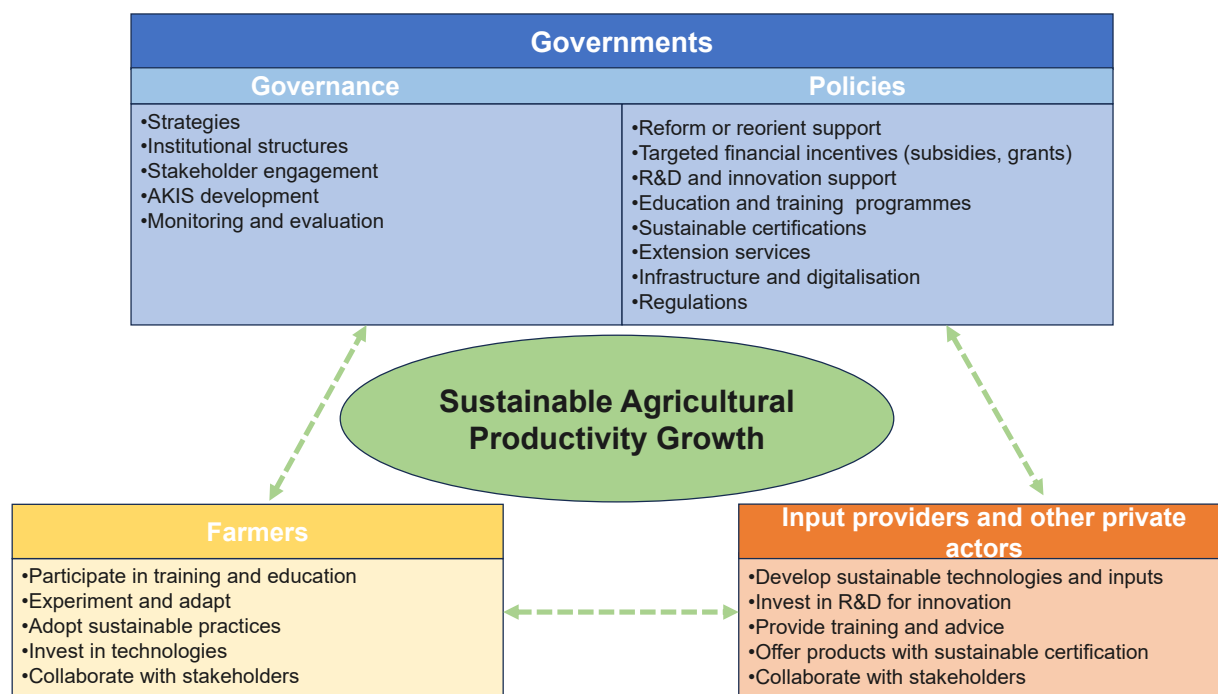 Governments
Governance
Policies
•Strategies
•Institutional structures
•Stakeholder engagement
•AKIS development
•Monitoring and evaluation
•Reform or reorient support
•Targeted financial incentives (subsidies, grants)
•R&D and innovation support
•Education and training  programmes
•Sustainable certifications
•Extension services
•Infrastructure and digitalisation
•Regulations
Sustainable Agricultural
Productivity Growth
Farmers
•Participate in training and education
•Experiment and adapt
•Adopt sustainable practices
•Invest in technologies
•Collaborate with stakeholders
Input providers and other private
actors
•Develop sustainable technologies and inputs
•Invest in R&D for innovation
•Provide training and advice
•Offer products with sustainable certification
•Collaborate with stakeholders